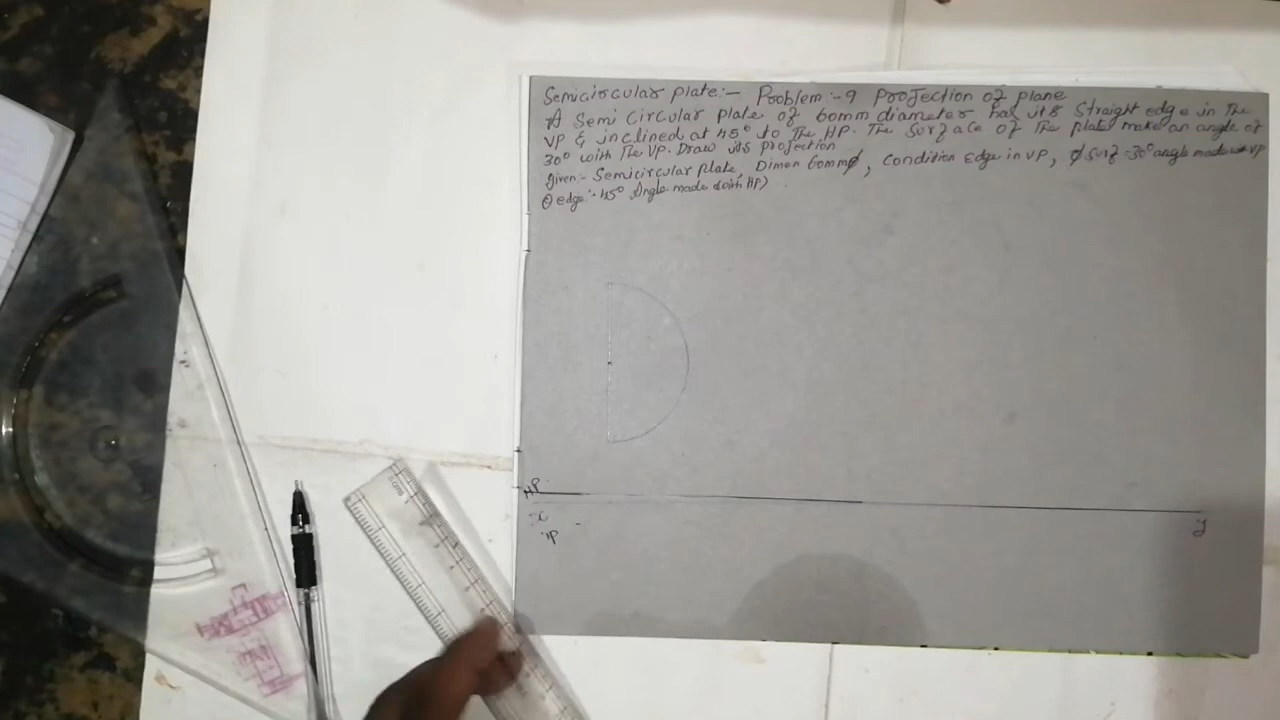 Semicircular plate:- Problem:-9 Projection of plane
A Semi circular plate of 60mm diameter has its Straight edge in The
VP & inclined at 45° to The HP. The Surface of The plate make an angle of
30° with The VP. Draw its projection
given:- Semicircular plate, Dimen 60mmφ, Condition Edge in VP, φ Surf=30° angle made with VP
θ edge:- 45° Angle made with HP)
HP
x
VP
y